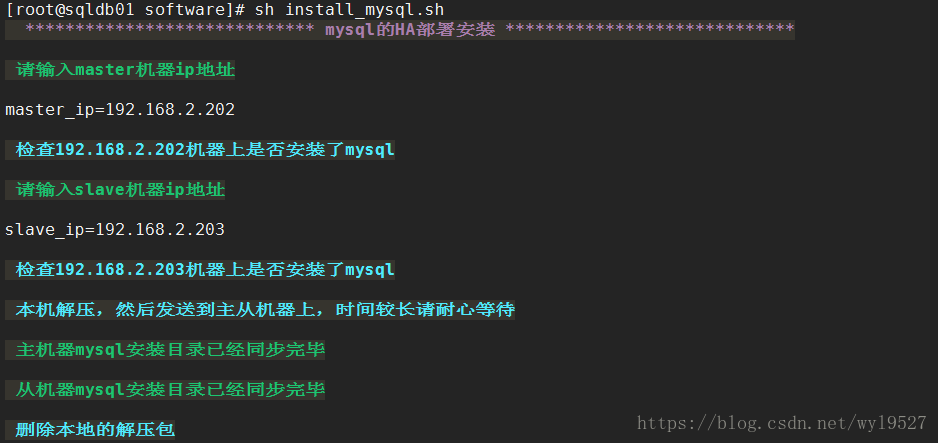 [root@sqldb01 software]# sh install_mysql.sh
***************************** mysql的HA部署安装 *****************************
请输入master机器ip地址
master_ip=192.168.2.202
检查192.168.2.202机器上是否安装了mysql
请输入slave机器ip地址
slave_ip=192.168.2.203
检查192.168.2.203机器上是否安装了mysql
本机解压，然后发送到主从机器上，时间较长请耐心等待
主机器mysql安装目录已经同步完毕
从机器mysql安装目录已经同步完毕
删除本地的解压包
https://blog.csdn.net/wyl9527